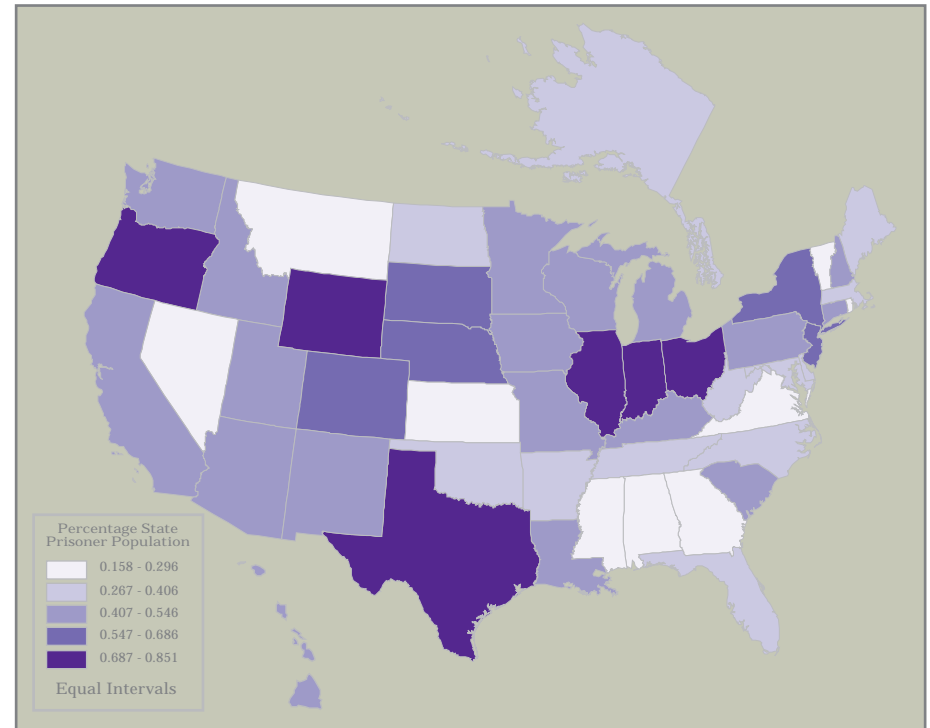 Percentage State
Prisoner Population
0.158 - 0.296
0.267 - 0.406
0.407 - 0.546
0.547 - 0.686
0.687 - 0.851
Equal Intervals